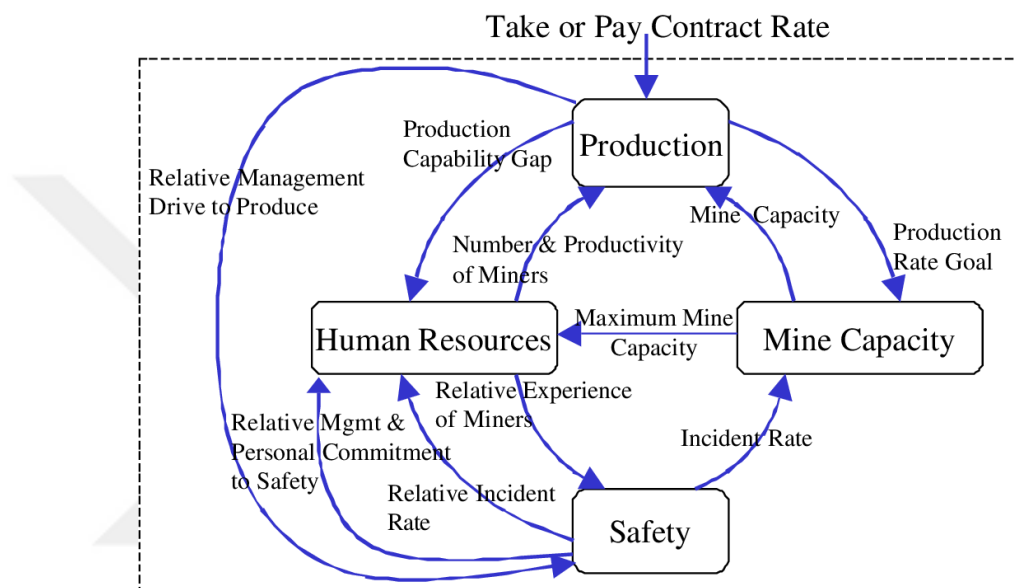 Take or Pay Contract Rate
Production
Capability Gap
Production
Relative Management
Drive to Produce
Mine Capacity
Production
Rate Goal
Number & Productivity
of Miners
Human Resources
Maximum Mine
Capacity
Mine Capacity
Relative Experience
of Miners
Relative Mgmt &
Personal Commitment
to Safety
Incident Rate
Relative Incident
Rate
Safety